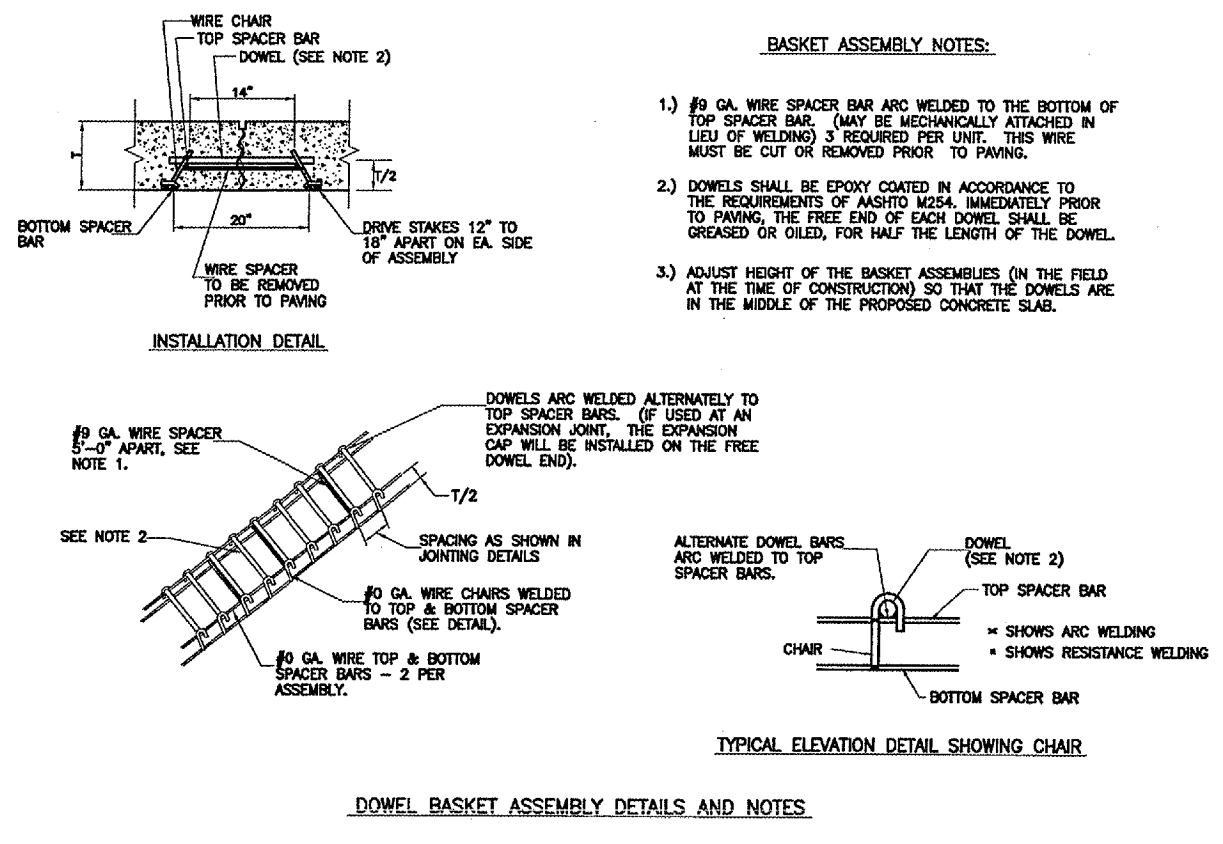 WIRE CHAIR
TOP SPACER BAR
DOWEL (SEE NOTE 2)
14"
T
T/2
20"
BOTTOM SPACER
BAR
DRIVE STAKES 12" TO
18" APART ON EA. SIDE
OF ASSEMBLY
WIRE SPACER
TO BE REMOVED
PRIOR TO PAVING
INSTALLATION DETAIL
BASKET ASSEMBLY NOTES:
1.) #9 GA. WIRE SPACER BAR ARC WELDED TO THE BOTTOM OF
TOP SPACER BAR. (MAY BE MECHANICALLY ATTACHED IN
LIEU OF WELDING) 3 REQUIRED PER UNIT. THIS WIRE
MUST BE CUT OR REMOVED PRIOR TO PAVING.
2.) DOWELS SHALL BE EPOXY COATED IN ACCORDANCE TO
THE REQUIREMENTS OF AASHTO M254. IMMEDIATELY PRIOR
TO PAVING, THE FREE END OF EACH DOWEL SHALL BE
GREASED OR OILED, FOR HALF THE LENGTH OF THE DOWEL.
3.) ADJUST HEIGHT OF THE BASKET ASSEMBLIES (IN THE FIELD
AT THE TIME OF CONSTRUCTION) SO THAT THE DOWELS ARE
IN THE MIDDLE OF THE PROPOSED CONCRETE SLAB.
DOWELS ARC WELDED ALTERNATELY TO
TOP SPACER BARS. (IF USED AT AN
EXPANSION JOINT, THE EXPANSION
CAP WILL BE INSTALLED ON THE FREE
DOWEL END).
#9 GA. WIRE SPACER
5'-0" APART, SEE
NOTE 1.
T/2
SEE NOTE 2
SPACING AS SHOWN IN
JOINTING DETAILS
#0 GA. WIRE CHAIRS WELDED
TO TOP & BOTTOM SPACER
BARS (SEE DETAIL).
#0 GA. WIRE TOP & BOTTOM
SPACER BARS - 2 PER
ASSEMBLY.
ALTERNATE DOWEL BARS
ARC WELDED TO TOP
SPACER BARS.
DOWEL
(SEE NOTE 2)
TOP SPACER BAR
× SHOWS ARC WELDING
▪ SHOWS RESISTANCE WELDING
CHAIR
BOTTOM SPACER BAR
TYPICAL ELEVATION DETAIL SHOWING CHAIR
DOWEL BASKET ASSEMBLY DETAILS AND NOTES